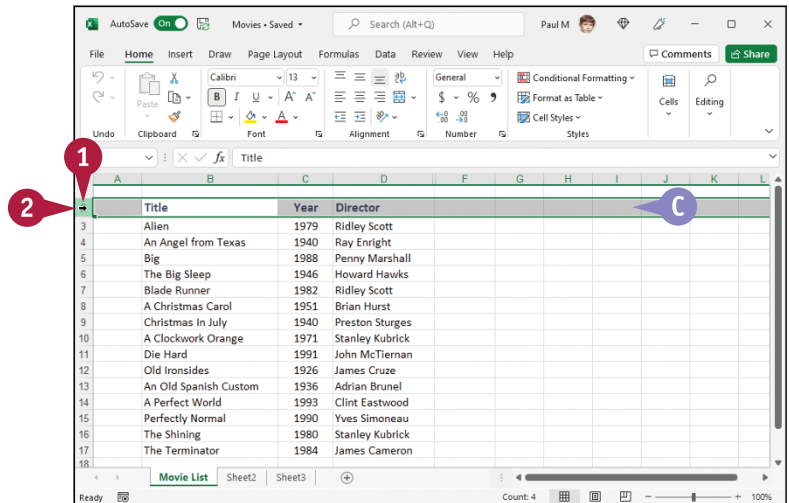 AutoSave On Movies • Saved Search (Alt+Q) Paul M
File Home Insert Draw Page Layout Formulas Data Review View Help Comments Share
Calibri 13 General Conditional Formatting
Paste B I U A A $ % 9 Format as Table Cells Editing
A Cell Styles
Undo Clipboard Font Alignment Number Styles
1 fx Title
A B C D F G H I J K L
2 Title Year Director C
3 Alien 1979 Ridley Scott
4 An Angel from Texas 1940 Ray Enright
5 Big 1988 Penny Marshall
6 The Big Sleep 1946 Howard Hawks
7 Blade Runner 1982 Ridley Scott
8 A Christmas Carol 1951 Brian Hurst
9 Christmas In July 1940 Preston Sturges
10 A Clockwork Orange 1971 Stanley Kubrick
11 Die Hard 1991 John McTiernan
12 Old Ironsides 1926 James Cruze
13 An Old Spanish Custom 1936 Adrian Brunel
14 A Perfect World 1993 Clint Eastwood
15 Perfectly Normal 1990 Yves Simoneau
16 The Shining 1980 Stanley Kubrick
17 The Terminator 1984 James Cameron
18
Movie List Sheet2 Sheet3
Ready Count: 4 100%